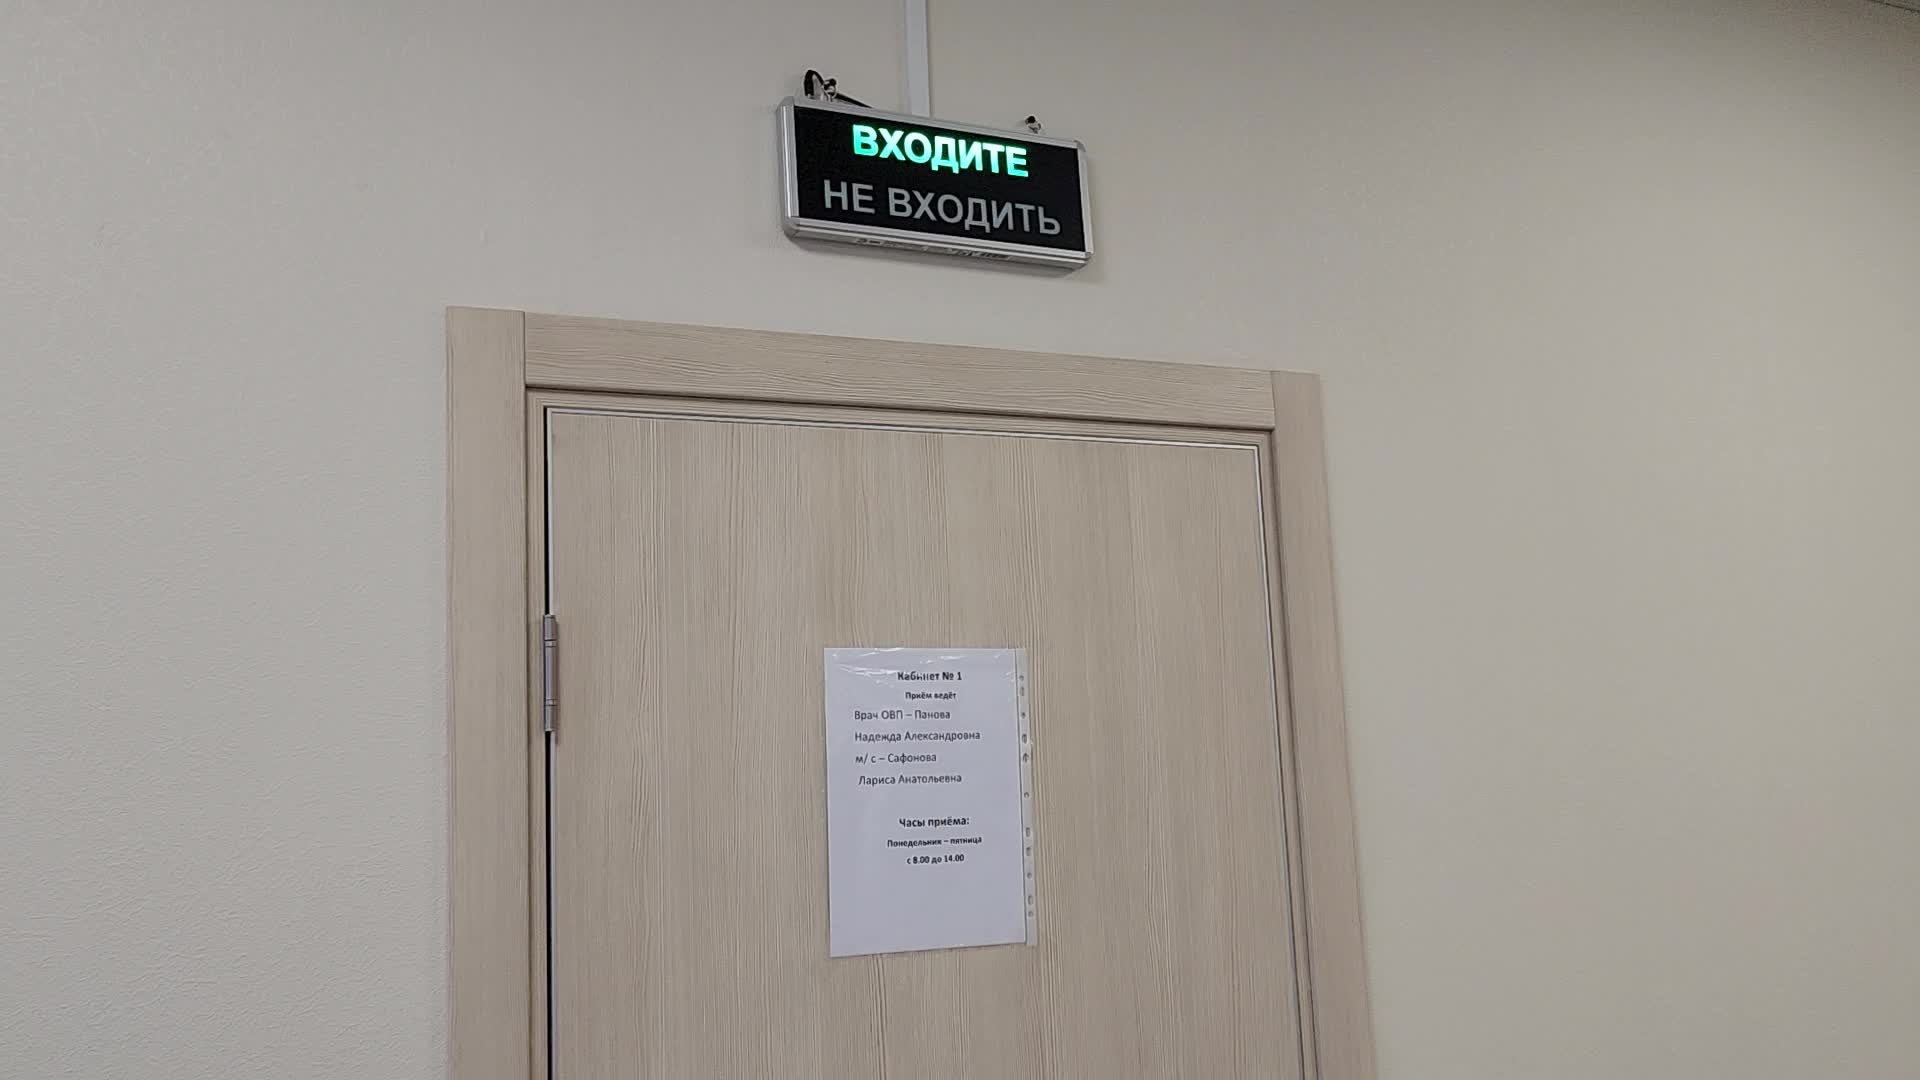 ВХОДИТЕ
НЕ ВХОДИТЬ
Кабинет № 1
Приём ведёт
Врач ОВП – Панова
Надежда Александровна
м/ с – Сафонова
Лариса Анатольевна
Часы приёма:
Понедельник – пятница
с 8.00 до 14.00